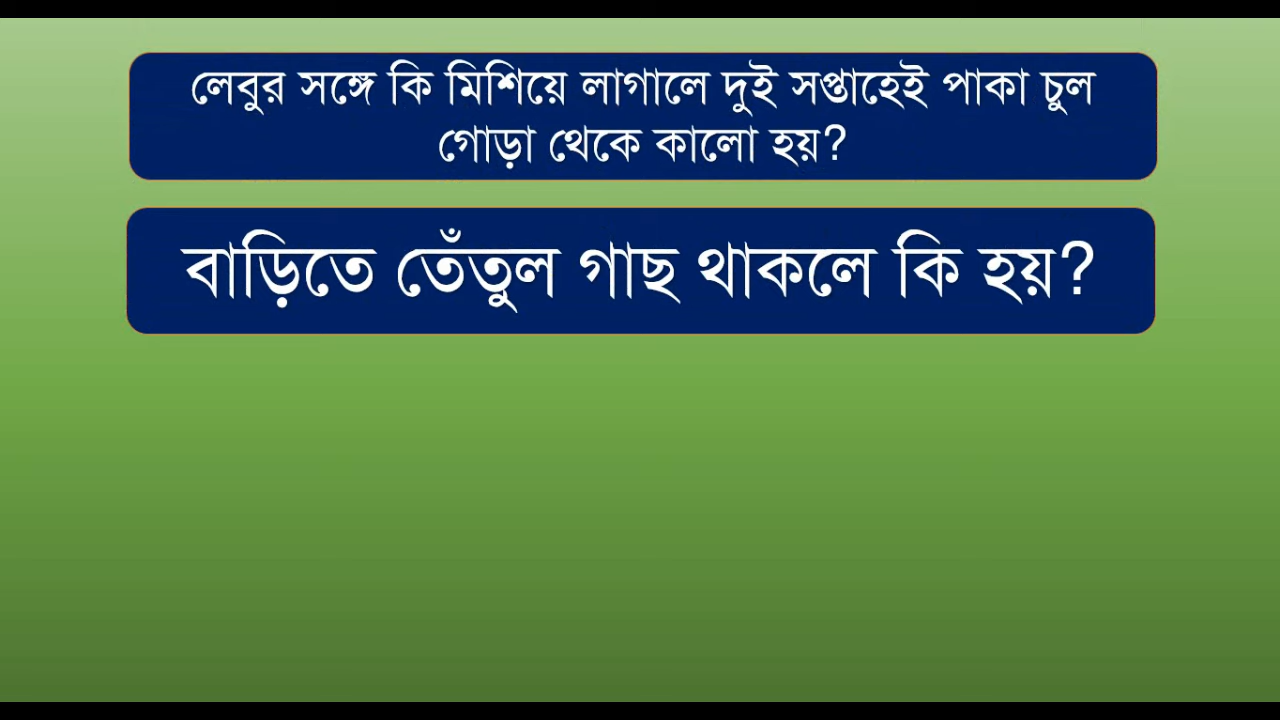 লেবুর সঙ্গে কি মিশিয়ে লাগালে দুই সপ্তাহেই পাকা চুল
গোড়া থেকে কালো হয়?
বাড়িতে তেঁতুল গাছ থাকলে কি হয়?